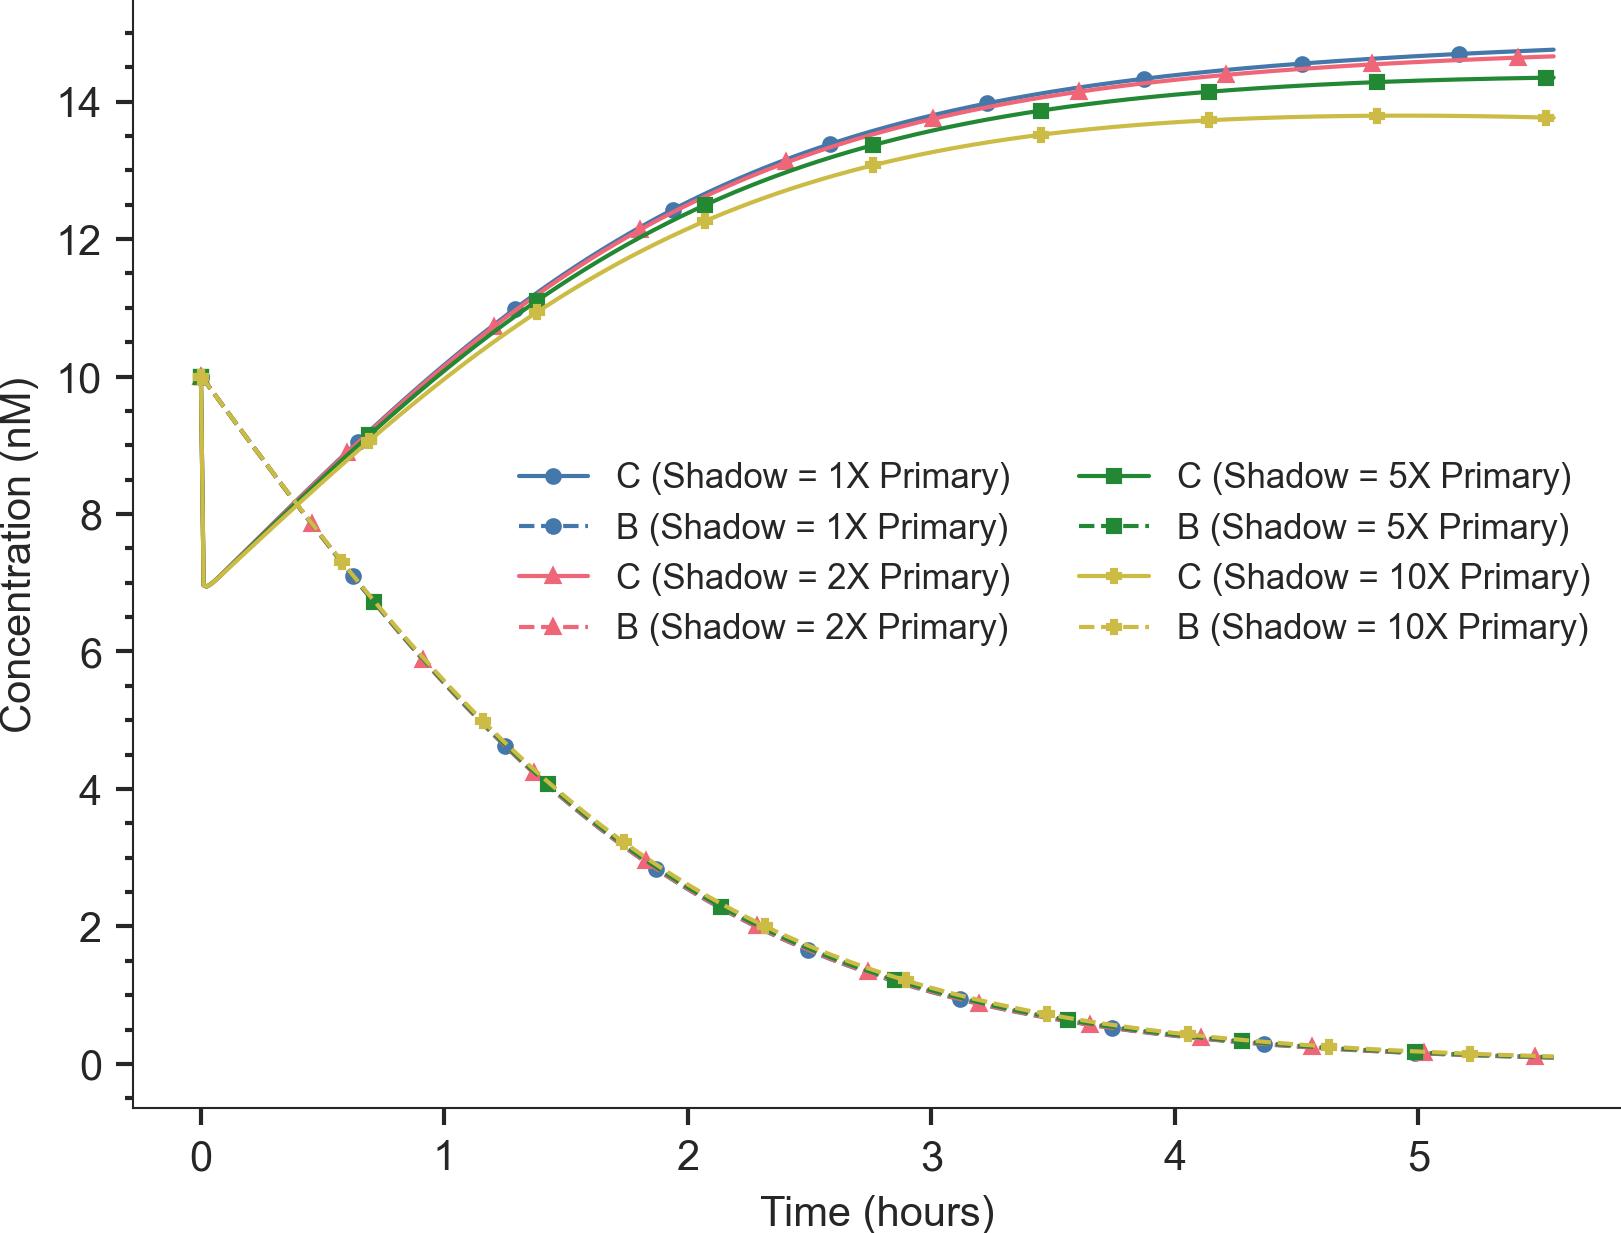 14
12
10
8
6
4
2
0
Concentration (nM)
C (Shadow = 1X Primary)
B (Shadow = 1X Primary)
C (Shadow = 2X Primary)
B (Shadow = 2X Primary)
C (Shadow = 5X Primary)
B (Shadow = 5X Primary)
C (Shadow = 10X Primary)
B (Shadow = 10X Primary)
0 1 2 3 4 5
Time (hours)